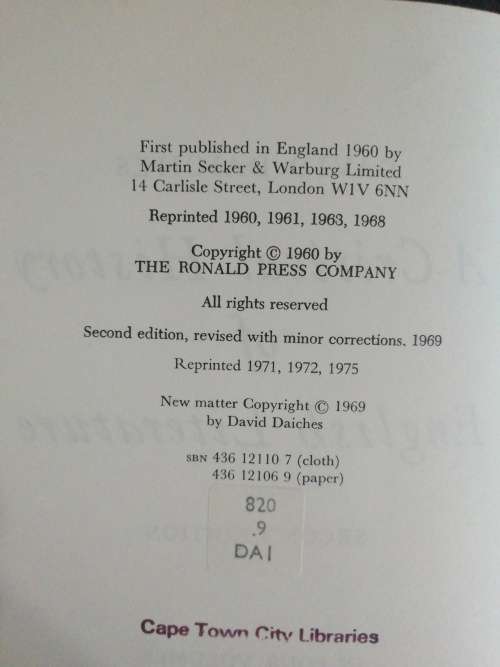 First published in England 1960 by
Martin Secker & Warburg Limited
14 Carlisle Street, London W1V 6NN
Reprinted 1960, 1961, 1963, 1968
Copyright © 1960 by
THE RONALD PRESS COMPANY
All rights reserved
Second edition, revised with minor corrections. 1969
Reprinted 1971, 1972, 1975
New matter Copyright © 1969
by David Daiches
SBN 436 12110 7 (cloth)
436 12106 9 (paper)
820
.9
DAI
Cape Town City Libraries